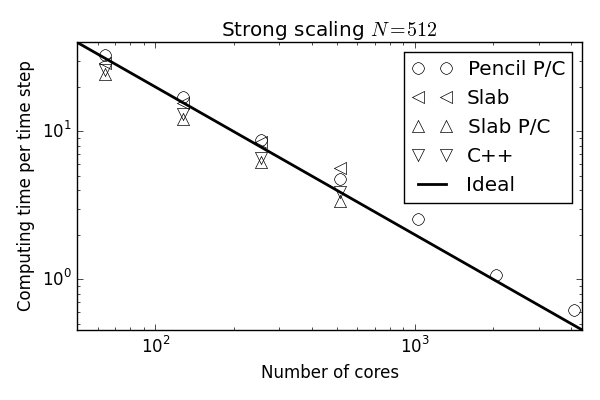 Strong scaling N=512
Computing time per time step
10^1
10^0
Pencil P/C
Slab
Slab P/C
C++
Ideal
10^2
10^3
Number of cores